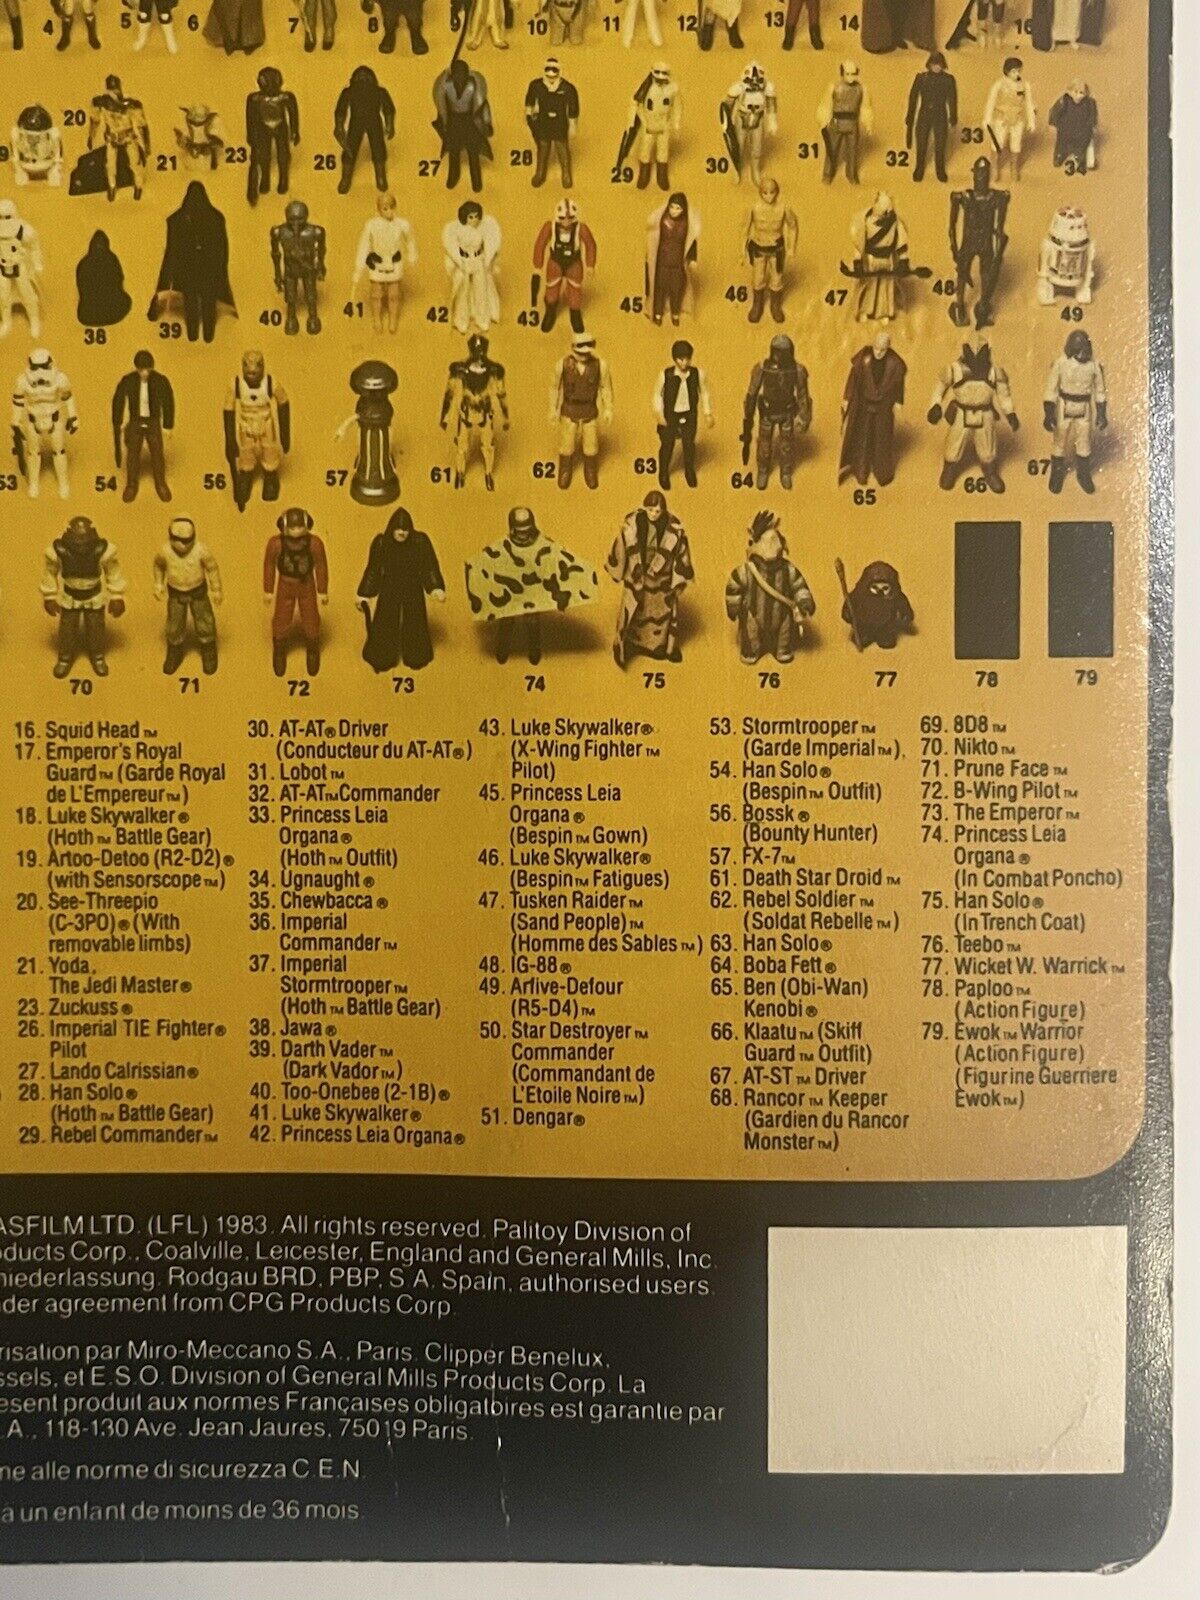 4 5 6 7 8 9 10 11 12 13 14 16
9 20 21 23 26 27 28 29 30 31 32 33 34
38 39 40 41 42 43 45 46 47 48 49
53 54 56 57 61 62 63 64 65 66 67
70 71 72 73 74 75 76 77 78 79
16. Squid Head™
17. Emperor's Royal
Guard™ (Garde Royal
de L'Empereur™)
18. Luke Skywalker®
(Hoth™ Battle Gear)
19. Artoo-Detoo (R2-D2)®
(with Sensorscope™)
20. See-Threepio
(C-3PO)® (With
removable limbs)
21. Yoda,
The Jedi Master®
23. Zuckuss®
26. Imperial TIE Fighter®
Pilot
27. Lando Calrissian®
28. Han Solo®
(Hoth™ Battle Gear)
29. Rebel Commander™
30. AT-AT® Driver
(Conducteur du AT-AT®)
31. Lobot™
32. AT-AT™ Commander
33. Princess Leia
Organa®
(Hoth™ Outfit)
34. Ugnaught®
35. Chewbacca®
36. Imperial
Commander™
37. Imperial
Stormtrooper™
(Hoth™ Battle Gear)
38. Jawa®
39. Darth Vader™
(Dark Vador™)
40. Too-Onebee (2-1B)®
41. Luke Skywalker®
42. Princess Leia Organa®
43. Luke Skywalker®
(X-Wing Fighter™
Pilot)
45. Princess Leia
Organa®
(Bespin™ Gown)
46. Luke Skywalker®
(Bespin™ Fatigues)
47. Tusken Raider™
(Sand People)™
(Homme des Sables™)
48. IG-88®
49. Arfive-Defour
(R5-D4)™
50. Star Destroyer™
Commander
(Commandant de
L'Etoile Noire™)
51. Dengar®
53. Stormtrooper™
(Garde Imperial™),
54. Han Solo®
(Bespin™ Outfit)
56. Bossk®
(Bounty Hunter)
57. FX-7™
61. Death Star Droid™
62. Rebel Soldier™
(Soldat Rebelle™)
63. Han Solo®
64. Boba Fett®
65. Ben (Obi-Wan)
Kenobi®
66. Klaatu™ (Skiff
Guard™ Outfit)
67. AT-ST™ Driver
68. Rancor™ Keeper
(Gardien du Rancor
Monster™)
69. 8D8™
70. Nikto™
71. Prune Face™
72. B-Wing Pilot™
73. The Emperor™
74. Princess Leia
Organa®
(In Combat Poncho)
75. Han Solo®
(In Trench Coat)
76. Teebo™
77. Wicket W. Warrick™
78. Paploo™
(Action Figure)
79. Ewok™ Warrior
(Action Figure)
(Figurine Guerriere
Ewok™)
ASFILM LTD. (LFL) 1983. All rights reserved. Palitoy Division of
oducts Corp., Coalville, Leicester, England and General Mills, Inc.
niederlassung. Rodgau BRD, PBP, S.A. Spain, authorised users.
der agreement from CPG Products Corp.
risation par Miro-Meccano S.A., Paris. Clipper Benelux,
ssels, et E.S.O. Division of General Mills Products Corp. La
esent produit aux normes Françaises obligatoires est garantie par
.A., 118-130 Ave. Jean Jaures, 75019 Paris.
ne alle norme di sicurezza C.E.N.
a un enfant de moins de 36 mois.